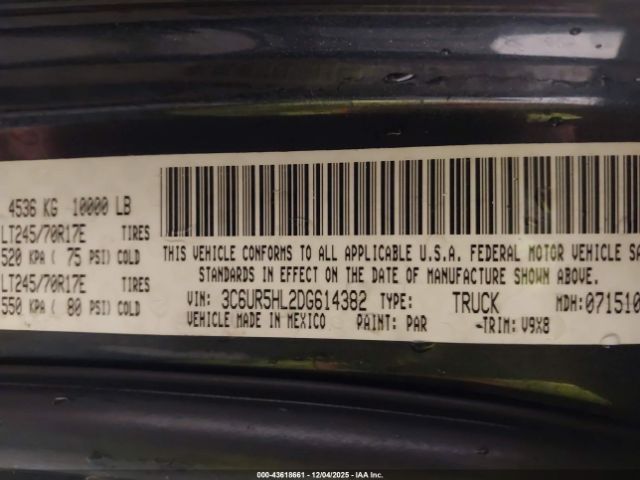 4536 KG 10000 LB
LT245/70R17E TIRES
520 KPA ( 75 PSI) COLD
LT245/70R17E TIRES
550 KPA ( 80 PSI) COLD
THIS VEHICLE CONFORMS TO ALL APPLICABLE U.S.A. FEDERAL MOTOR VEHICLE SA
STANDARDS IN EFFECT ON THE DATE OF MANUFACTURE SHOWN ABOVE.
VIN: 3C6UR5HL2DG614382 TYPE: TRUCK MDH:071510
VEHICLE MADE IN MEXICO PAINT: PAR TRIM: V9X8
000-43618661 - 12/04/2025 - IAA Inc.